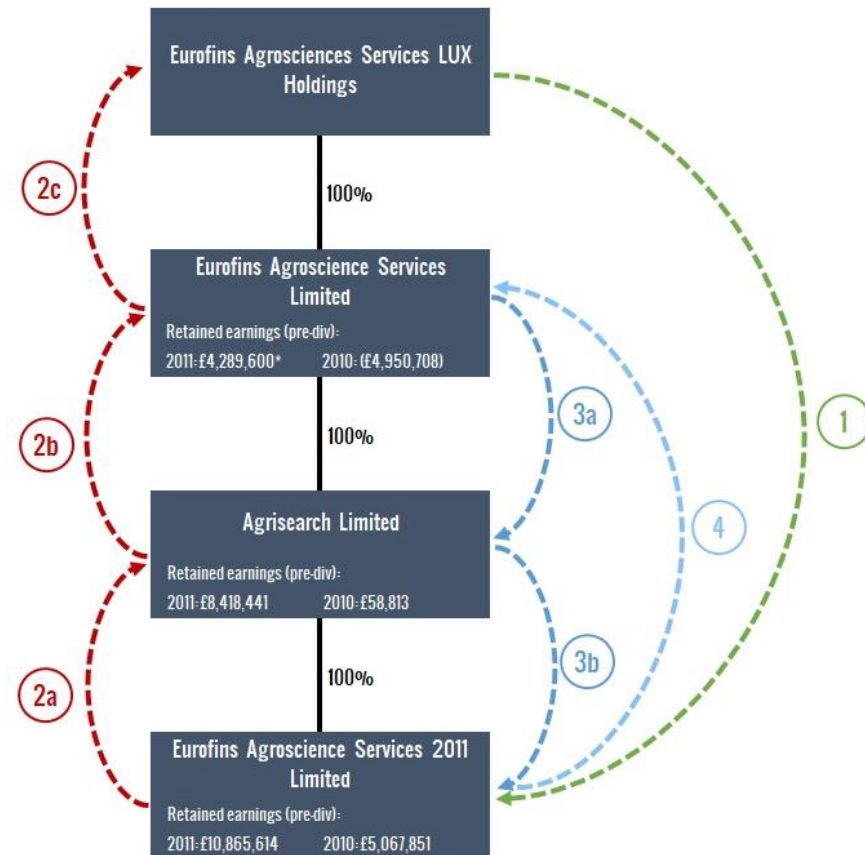 Eurofins Agrosciences Services LUX
Holdings
2c
100%
1
Eurofins Agroscience Services
Limited
Retained earnings (pre-div):
2011:£4,289,600* 2010: (£4,950,708)
2b
100%
3a
4
Agrisearch Limited
Retained earnings (pre-div):
2011:£8,418,441 2010:£58,813
2a
100%
3b
Eurofins Agroscience Services 2011
Limited
Retained earnings (pre-div):
2011:£10,865,614 2010:£5,067,851